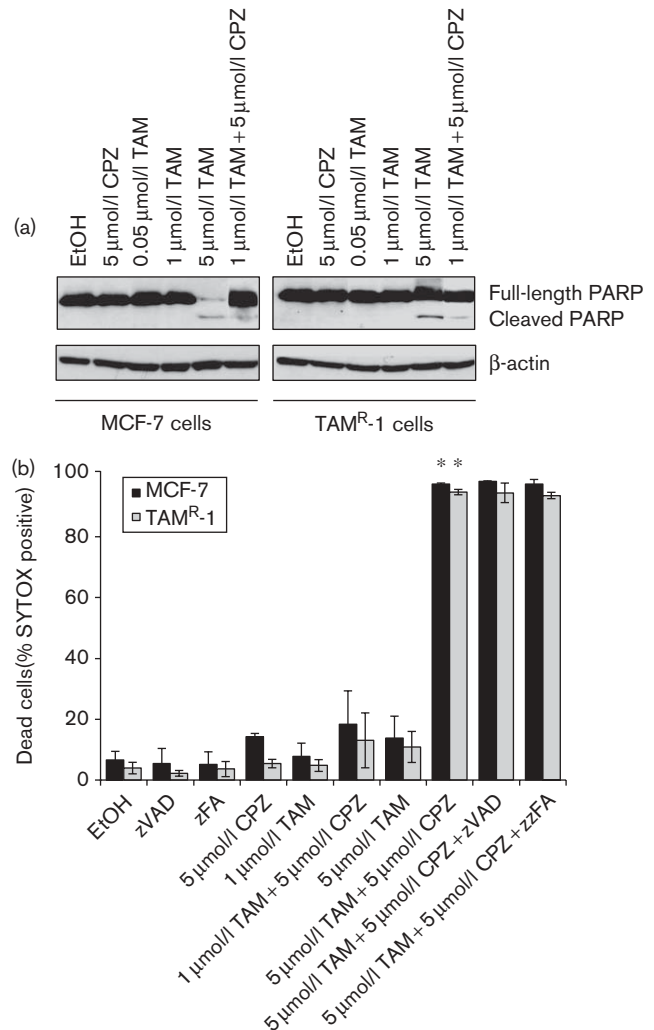 (a)
EtOH
5 μmol/l CPZ
0.05 μmol/l TAM
1 μmol/l TAM
5 μmol/l TAM
1 μmol/l TAM + 5 μmol/l CPZ
EtOH
5 μmol/l CPZ
0.05 μmol/l TAM
1 μmol/l TAM
5 μmol/l TAM
1 μmol/l TAM + 5 μmol/l CPZ
Full-length PARP
Cleaved PARP
β-actin
MCF-7 cells
TAMᴿ-1 cells
(b)
Dead cells(% SYTOX positive)
100
80
60
40
20
0
MCF-7
TAMᴿ-1
* *
EtOH
zVAD
zFA
5 μmol/l CPZ
1 μmol/l TAM
1 μmol/l TAM + 5 μmol/l CPZ
5 μmol/l TAM
5 μmol/l TAM + 5 μmol/l CPZ
5 μmol/l TAM + 5 μmol/l CPZ +zVAD
5 μmol/l TAM + 5 μmol/l CPZ + zzFA